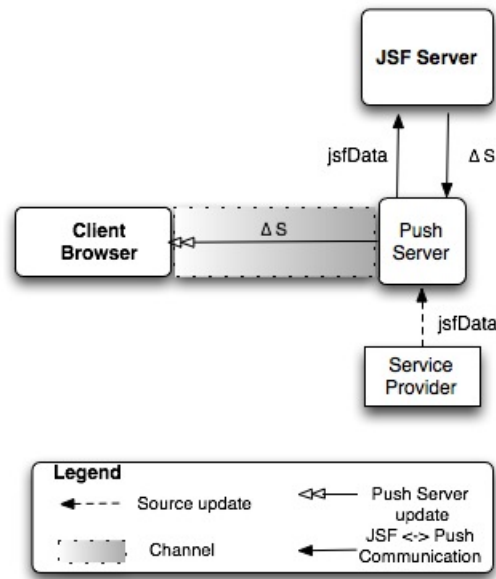 JSF Server
jsfData
Δ S
Client
Browser
Δ S
Push
Server
jsfData
Service
Provider
Legend
Source update
Push Server
update
Channel
JSF <-> Push
Communication